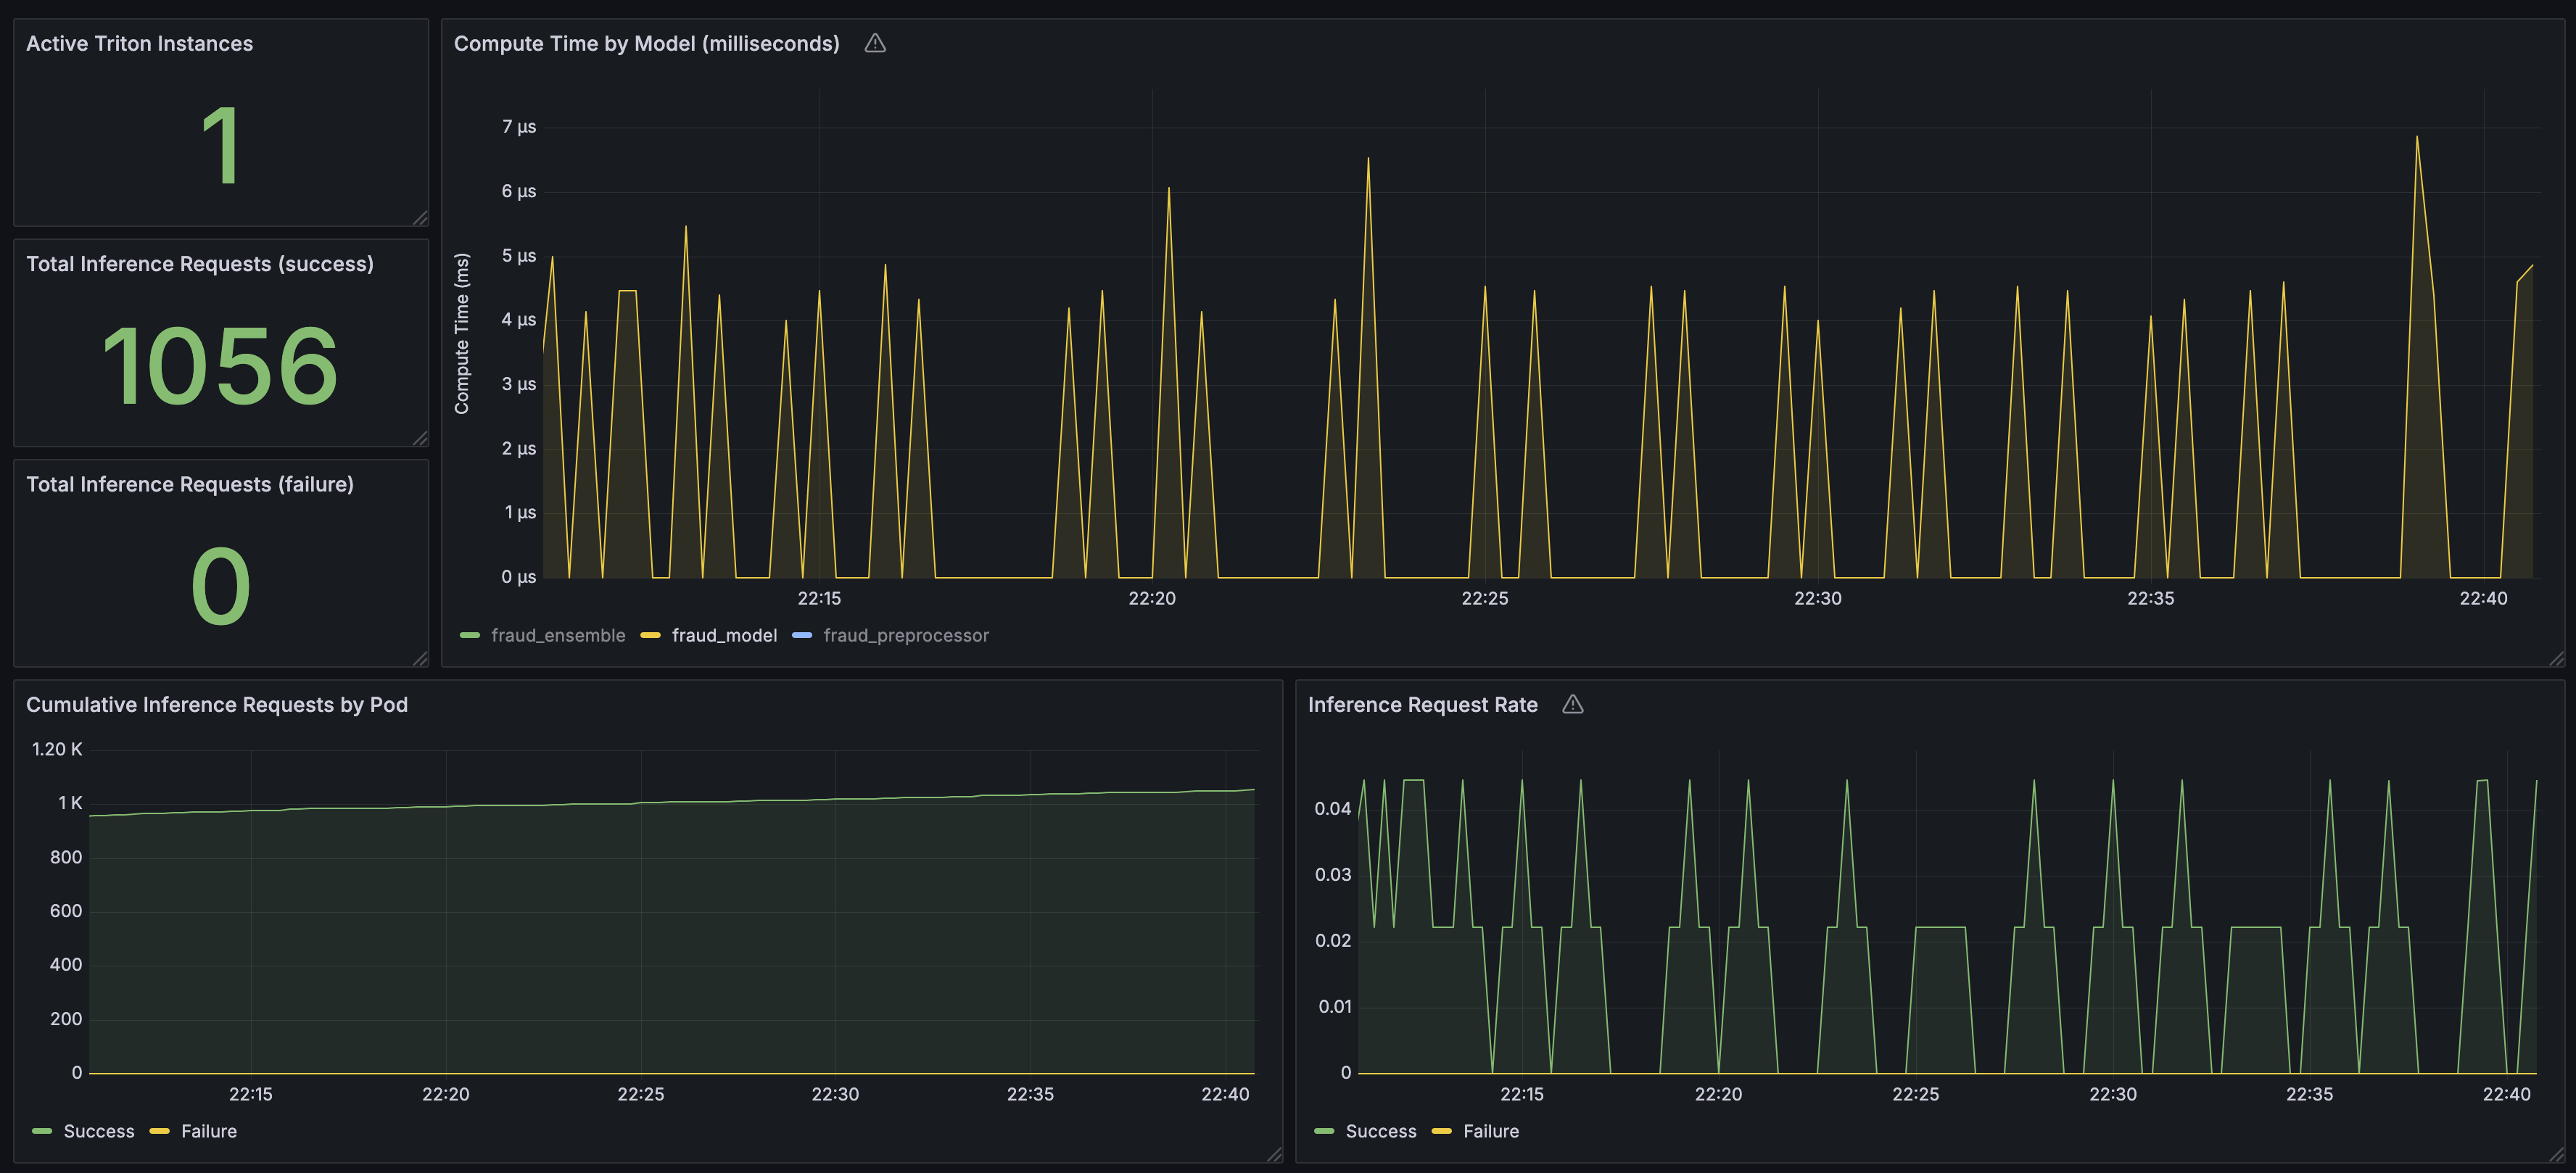 Active Triton Instances
1
Total Inference Requests (success)
1056
Total Inference Requests (failure)
0
Compute Time by Model (milliseconds)
Compute Time (ms)
7 µs
6 µs
5 µs
4 µs
3 µs
2 µs
1 µs
0 µs
22:15 22:20 22:25 22:30 22:35 22:40
fraud_ensemble fraud_model fraud_preprocessor
Cumulative Inference Requests by Pod
1.20 K
1 K
800
600
400
200
0
22:15 22:20 22:25 22:30 22:35 22:40
Success Failure
Inference Request Rate
0.04
0.03
0.02
0.01
0
22:15 22:20 22:25 22:30 22:35 22:40
Success Failure